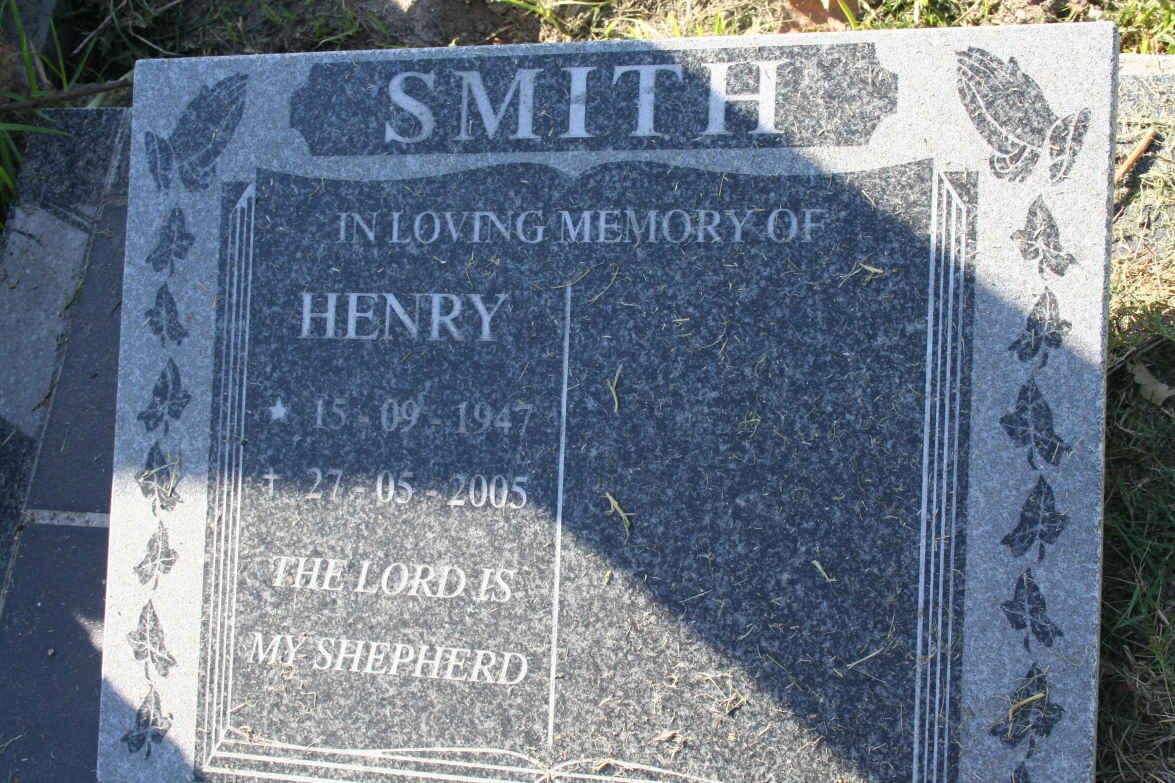 SMITH
IN LOVING MEMORY OF
HENRY
★ 15 - 09 - 1947
† 27 - 05 - 2005
THE LORD IS
MY SHEPHERD